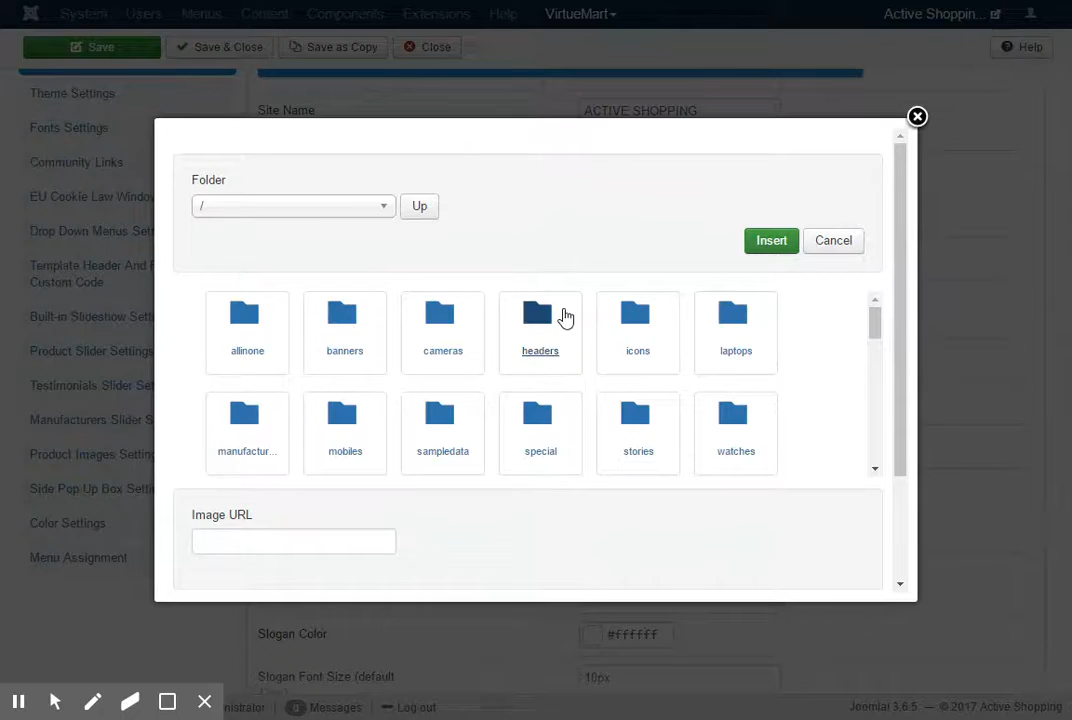 System Users Menus Content Components Extensions Help VirtueMart Active Shoppin...
Save Save & Close Save as Copy Close Help
Theme Settings
Site Name ACTIVE SHOPPING
Fonts Settings
Community Links
EU Cookie Law Window
Drop Down Menus Sett
Template Header And F
Custom Code
Built-in Slideshow Settin
Product Slider Settings
Testimonials Slider Set
Manufacturers Slider S
Product Images Setting
Side Pop Up Box Settin
Color Settings
Menu Assignment
Folder
/ Up
Insert Cancel
allinone banners cameras headers icons laptops
manufactur... mobiles sampledata special stories watches
Image URL
Slogan Color #ffffff
Slogan Font Size (default 10px
ministrator 0 Messages Log out Joomla! 3.6.5 — © 2017 Active Shopping